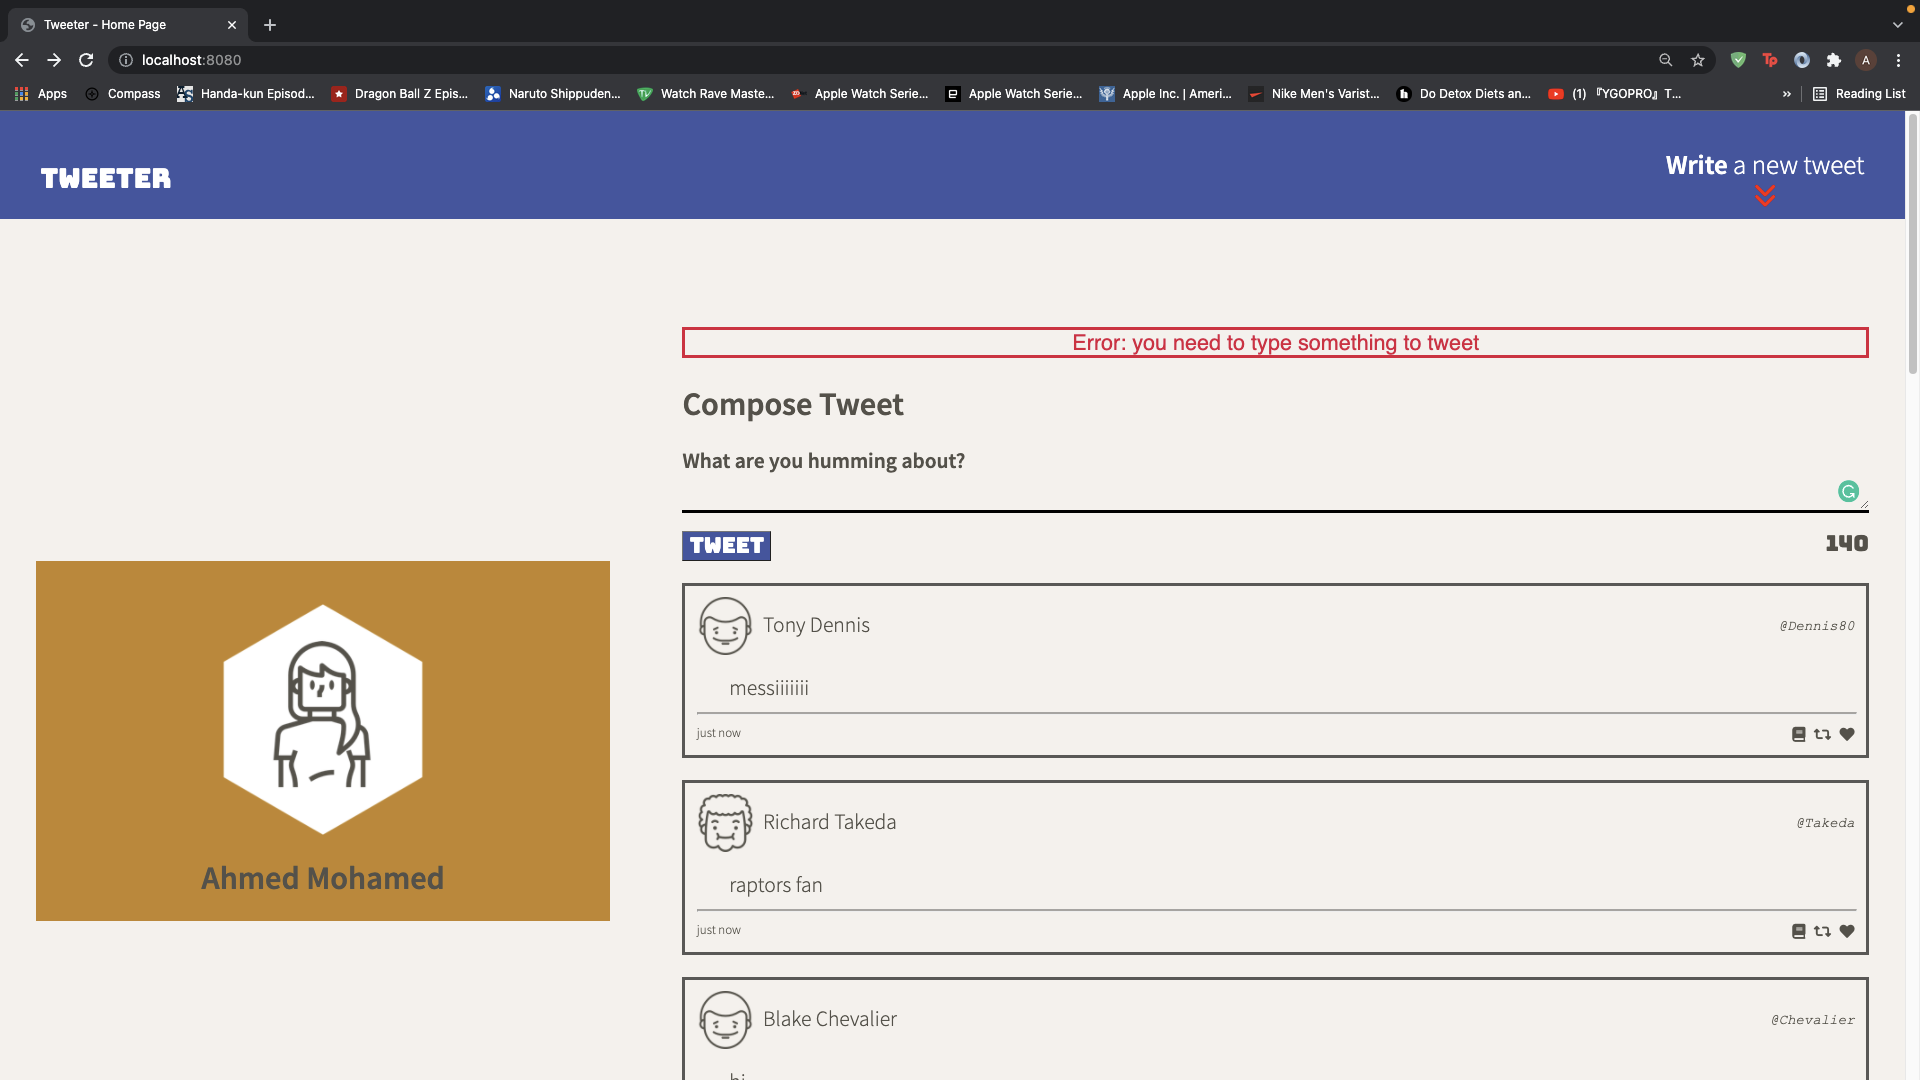 Tweeter - Home Page
localhost:8080
A
Apps
Compass
Handa-kun Episod...
Dragon Ball Z Epis...
Naruto Shippuden...
Watch Rave Maste...
Apple Watch Serie...
Apple Watch Serie...
Apple Inc. | Ameri...
Nike Men's Varist...
Do Detox Diets an...
(1) 『YGOPRO』 T...
»
Reading List
TWEETER
Write a new tweet
Error: you need to type something to tweet
Compose Tweet
What are you humming about?
TWEET
140
Ahmed Mohamed
Tony Dennis
@Dennis80
messiiiiiii
just now
Richard Takeda
@Takeda
raptors fan
just now
Blake Chevalier
@Chevalier
hi